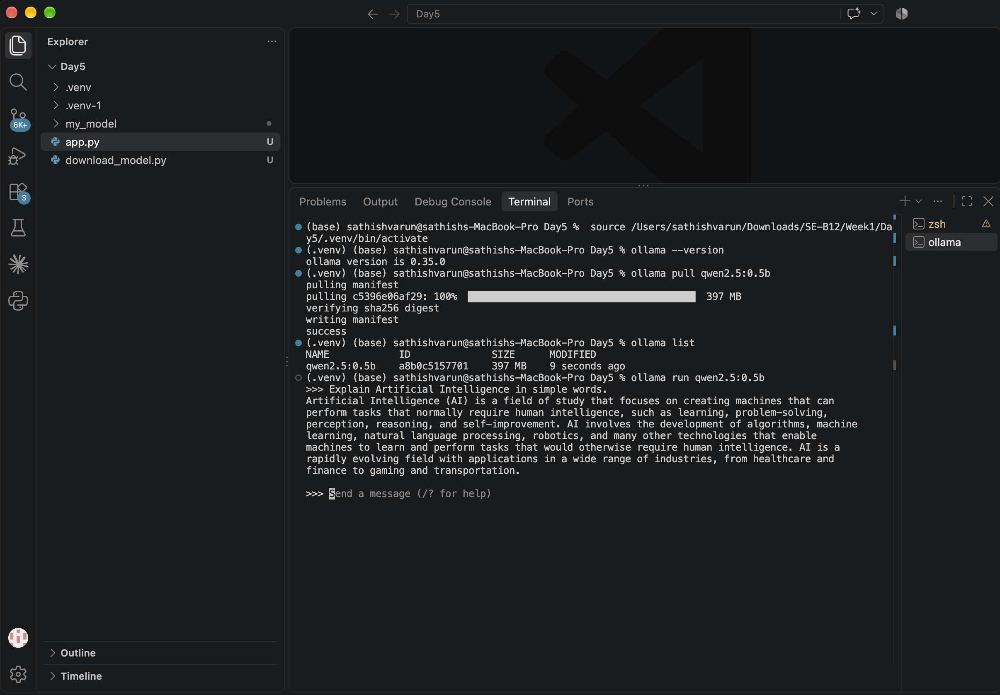 Day5
Explorer
Day5
.venv
.venv-1
my_model
app.py U
download_model.py U
6K+
3
Outline
Timeline
Problems Output Debug Console Terminal Ports
(base) sathishvarun@sathishs-MacBook-Pro Day5 %  source /Users/sathishvarun/Downloads/SE-B12/Week1/Da
y5/.venv/bin/activate
(.venv) (base) sathishvarun@sathishs-MacBook-Pro Day5 % ollama --version
ollama version is 0.35.0
(.venv) (base) sathishvarun@sathishs-MacBook-Pro Day5 % ollama pull qwen2.5:0.5b
pulling manifest
pulling c5396e06af29: 100% 397 MB
verifying sha256 digest
writing manifest
success
(.venv) (base) sathishvarun@sathishs-MacBook-Pro Day5 % ollama list
NAME ID SIZE MODIFIED
qwen2.5:0.5b a8b0c5157701 397 MB 9 seconds ago
(.venv) (base) sathishvarun@sathishs-MacBook-Pro Day5 % ollama run qwen2.5:0.5b
>>> Explain Artificial Intelligence in simple words.
Artificial Intelligence (AI) is a field of study that focuses on creating machines that can
perform tasks that normally require human intelligence, such as learning, problem-solving,
perception, reasoning, and self-improvement. AI involves the development of algorithms, machine
learning, natural language processing, robotics, and many other technologies that enable
machines to learn and perform tasks that would otherwise require human intelligence. AI is a
rapidly evolving field with applications in a wide range of industries, from healthcare and
finance to gaming and transportation.
>>> Send a message (/? for help)
zsh
ollama